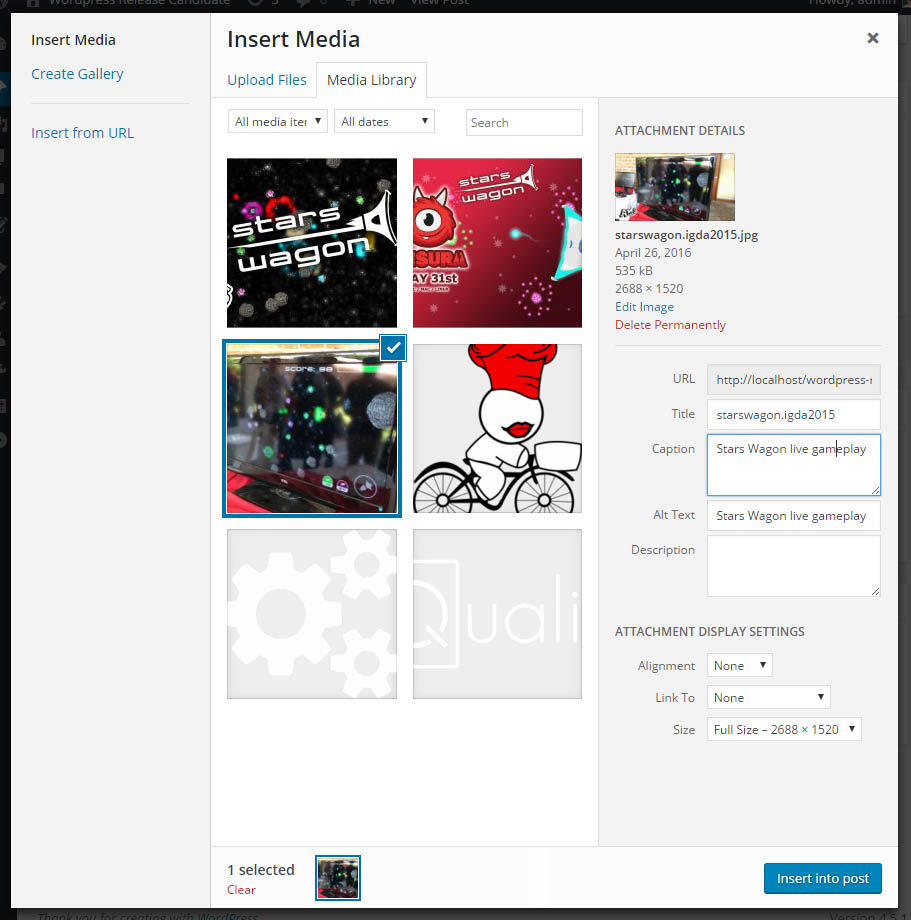 Wordpress Release Candidate
New
View Post
Howdy, admin
Insert Media
Create Gallery
Insert from URL
Insert Media
Upload Files
Media Library
All media iter
All dates
Search
stars
wagon
stars
wagon
SURA
AY 31st
score: 88
Quali
ATTACHMENT DETAILS
starswagon.igda2015.jpg
April 26, 2016
535 kB
2688 × 1520
Edit Image
Delete Permanently
URL
http://localhost/wordpress-r
Title
starswagon.igda2015
Caption
Stars Wagon live gameplay
Alt Text
Stars Wagon live gameplay
Description
ATTACHMENT DISPLAY SETTINGS
Alignment
None
Link To
None
Size
Full Size – 2688 × 1520
1 selected
Clear
Insert into post
Thank you for creating with WordPress
Version 4.5.1